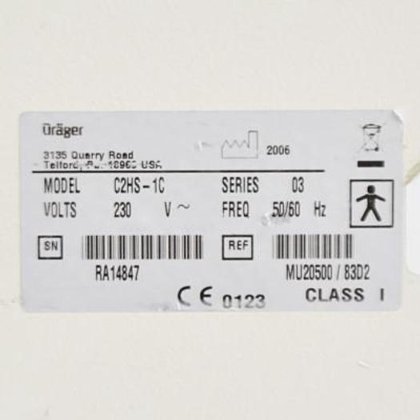 Dräger
3135 Quarry Road
Telford, PA. 18969 USA
2006
MODEL C2HS-1C SERIES 03
VOLTS 230 V ~ FREQ 50/60 Hz
SN REF
RA14847 MU20500 / 83D2
CE 0123 CLASS I